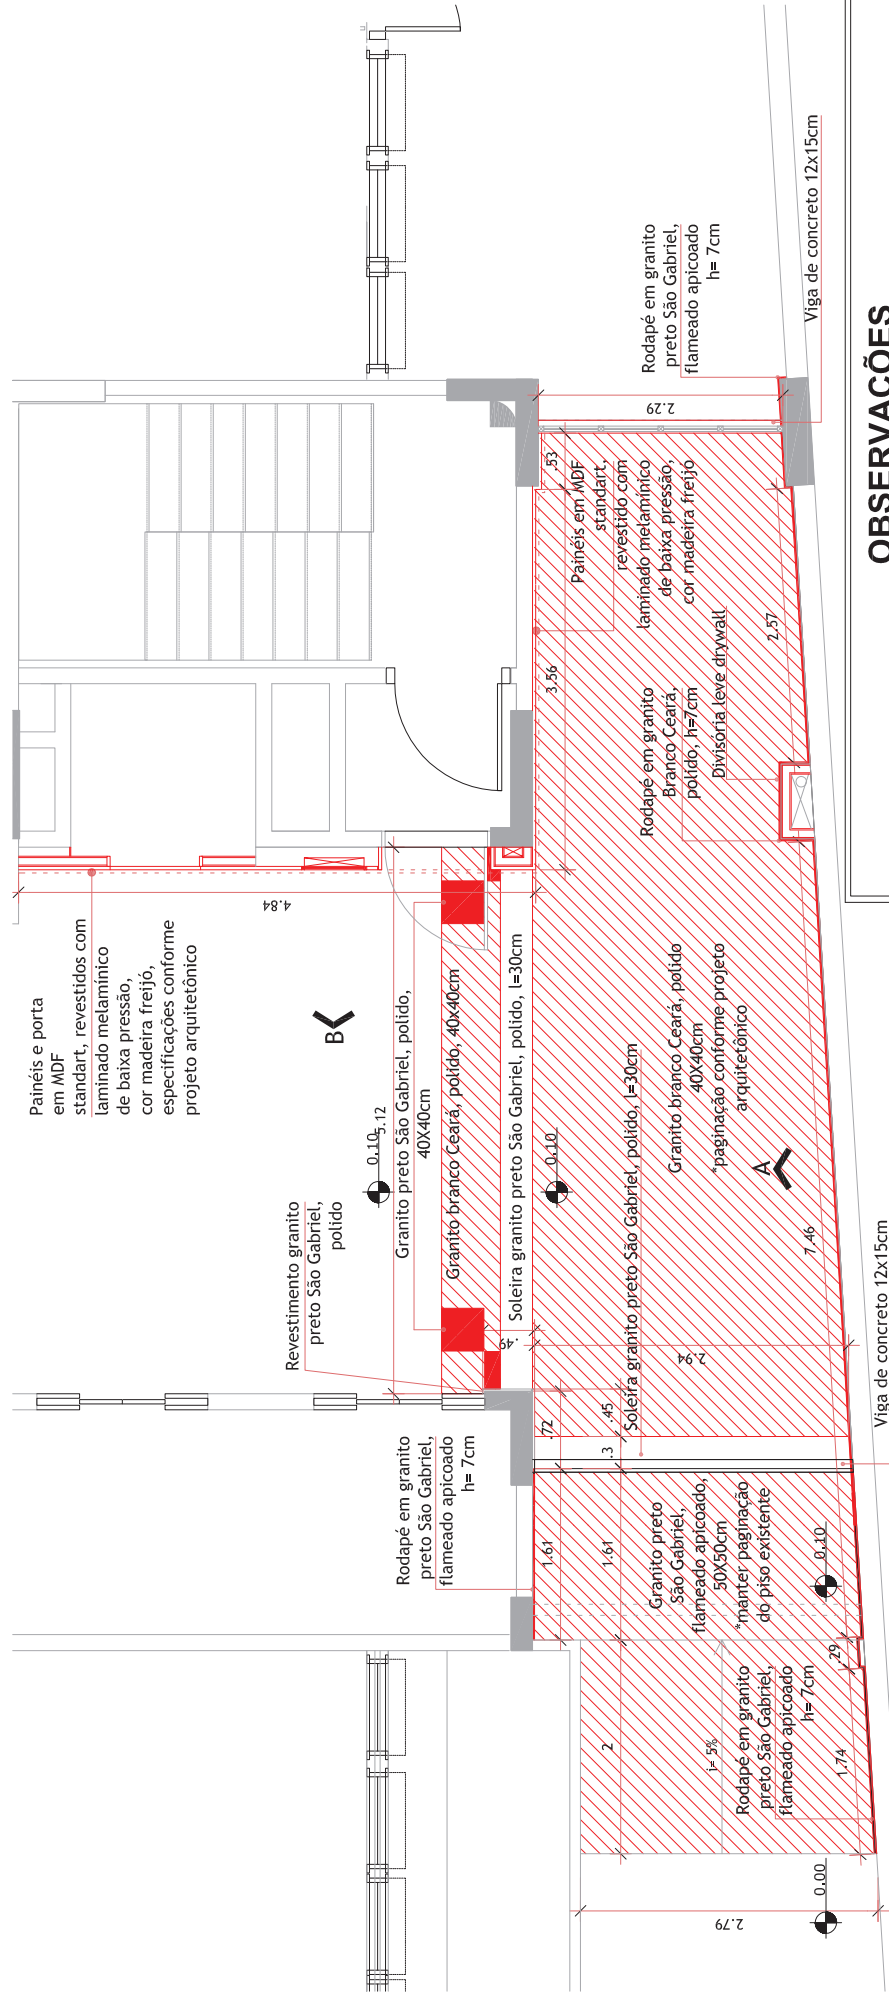 Painéis e porta
em MDF
standart, revestidos com
laminado melamínico
de baixa pressão,
cor madeira freijó,
especificações conforme
projeto arquitetônico
4.84
B
Revestimento granito
preto São Gabriel,
polido
0.10
5.12
Granito preto São Gabriel, polido,
40X40cm
Granito branco Ceará, polido, 40x40cm
Soleira granito preto São Gabriel, polido, l=30cm
.49
0.10
Rodapé em granito
preto São Gabriel,
flameado apicoado
h= 7cm
.72
.45
.3
1.61
1.61
2
Soleira granito preto São Gabriel, polido, l=30cm
2.94
Granito branco Ceará, polido
40X40cm
*paginação conforme projeto
arquitetônico
A
7.46
Rodapé em granito
Branco Ceará,
polido, h=7cm
Divisória leve drywall
3.56
.53
Painéis em MDF
standart,
revestido com
laminado melamínico
de baixa pressão,
cor madeira freijó
2.57
2.29
Rodapé em granito
preto São Gabriel,
flameado apicoado
h= 7cm
Viga de concreto 12x15cm
Granito preto
São Gabriel,
flameado apicoado,
50X50cm
*manter paginação
do piso existente
0.10
.29
i= 5%
Rodapé em granito
preto São Gabriel,
flameado apicoado
h= 7cm
1.74
2.79
0.00
Viga de concreto 12x15cm
OBSERVAÇÕES